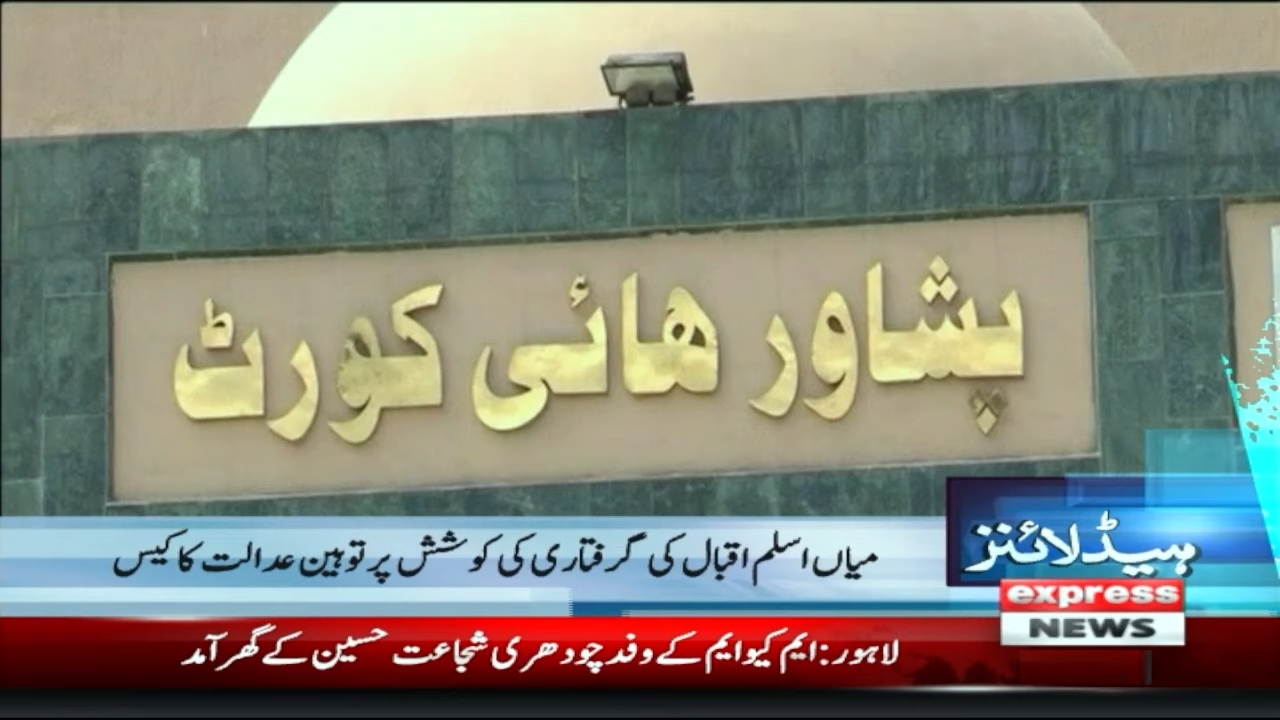 پشاور ھائی کورٹ
میاں اسلم اقبال کی گرفتاری کی کوشش پر توہین عدالت کا کیس
ہیڈلائنز
express
NEWS
لاہور: ایم کیو ایم کے وفد چودھری شجاعت حسین کے گھر آمد